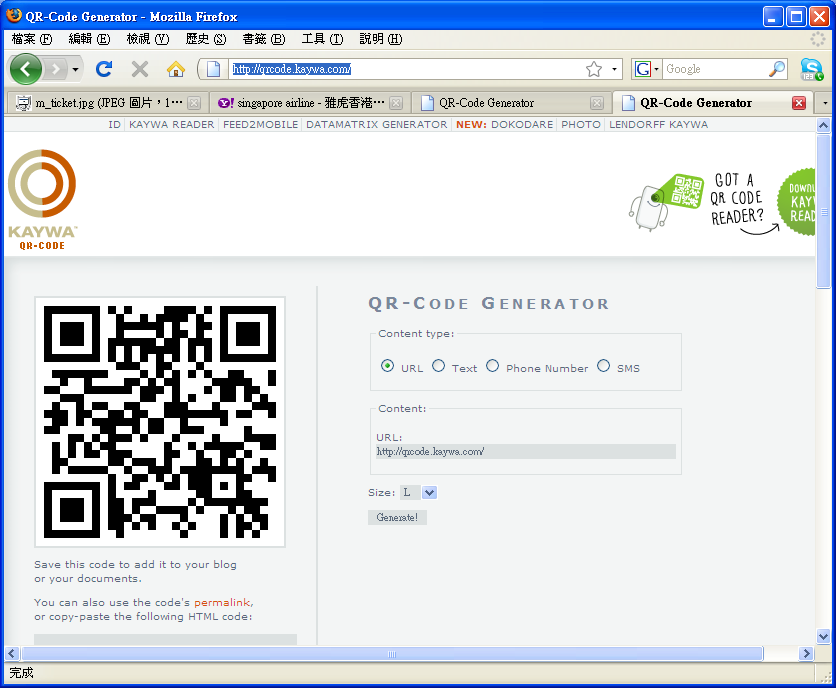 QR-Code Generator - Mozilla Firefox
檔案(F) 編輯(E) 檢視(V) 歷史(S) 書籤(B) 工具(T) 說明(H)
http://qrcode.kaywa.com/
G Google
m_ticket.jpg (JPEG 圖片，1⋯ Y! singapore airline - 雅虎香港⋯ QR-Code Generator QR-Code Generator
ID KAYWA READER FEED2MOBILE DATAMATRIX GENERATOR NEW: DOKODARE PHOTO LENDORFF KAYWA
KAYWA™
QR-CODE
GOT A
QR CODE
READER?
DOWN
KAY
READ
QR-CODE GENERATOR
Content type:
URL Text Phone Number SMS
Content:
URL:
http://qrcode.kaywa.com/
Size: L
Generate!
Save this code to add it to your blog
or your documents.
You can also use the code's permalink,
or copy-paste the following HTML code:
完成